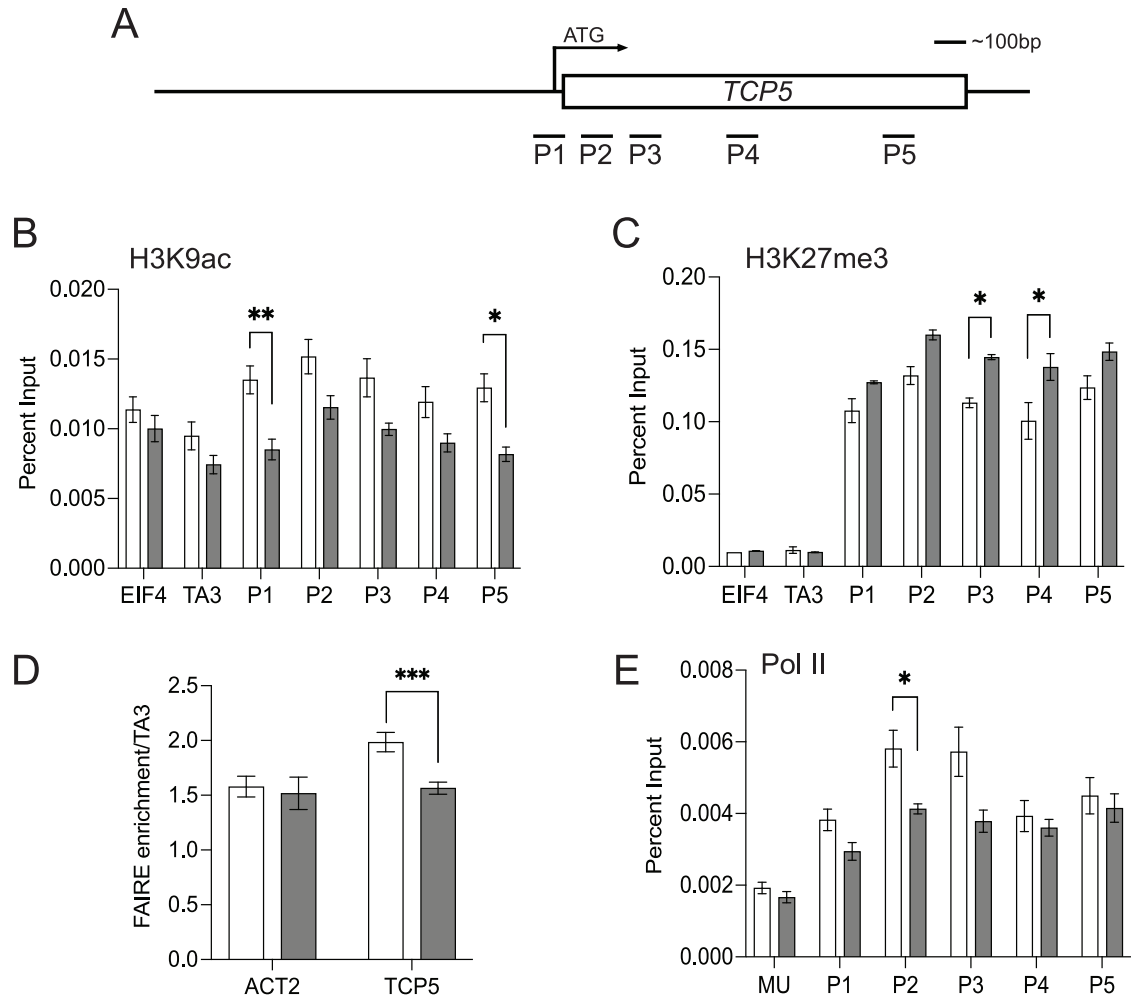 A
ATG
~100bp
TCP5
P1 P2 P3 P4 P5
B
H3K9ac
**
*
0.020
0.015
0.010
0.005
0.000
Percent Input
EIF4 TA3 P1 P2 P3 P4 P5
C
H3K27me3
*
*
0.20
0.15
0.10
0.05
0.00
Percent Input
EIF4 TA3 P1 P2 P3 P4 P5
D
***
2.5
2.0
1.5
1.0
0.5
0.0
FAIRE enrichment/TA3
ACT2 TCP5
E
Pol II
*
0.008
0.006
0.004
0.002
0.000
Percent Input
MU P1 P2 P3 P4 P5